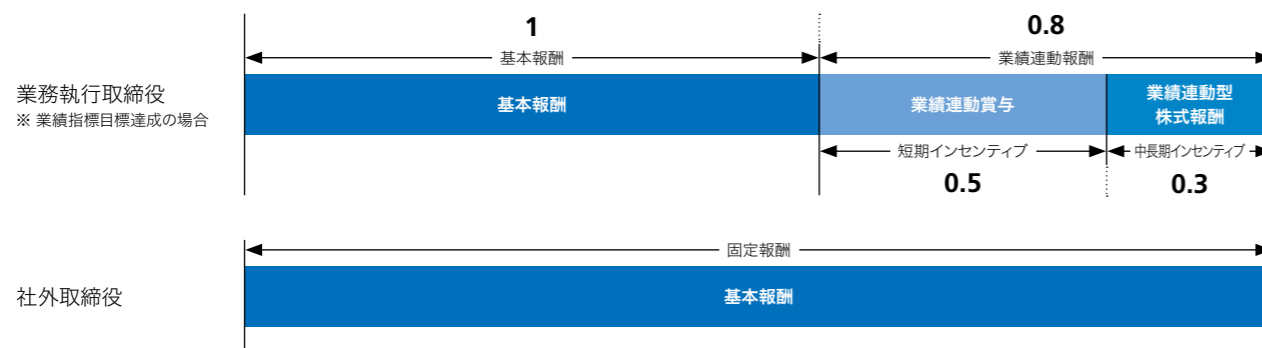 1
0.8
基本報酬
業績連動報酬
業務執行取締役
※ 業績指標目標達成の場合
基本報酬
業績連動賞与
業績連動型
株式報酬
短期インセンティブ
中長期インセンティブ
0.5
0.3
固定報酬
社外取締役
基本報酬